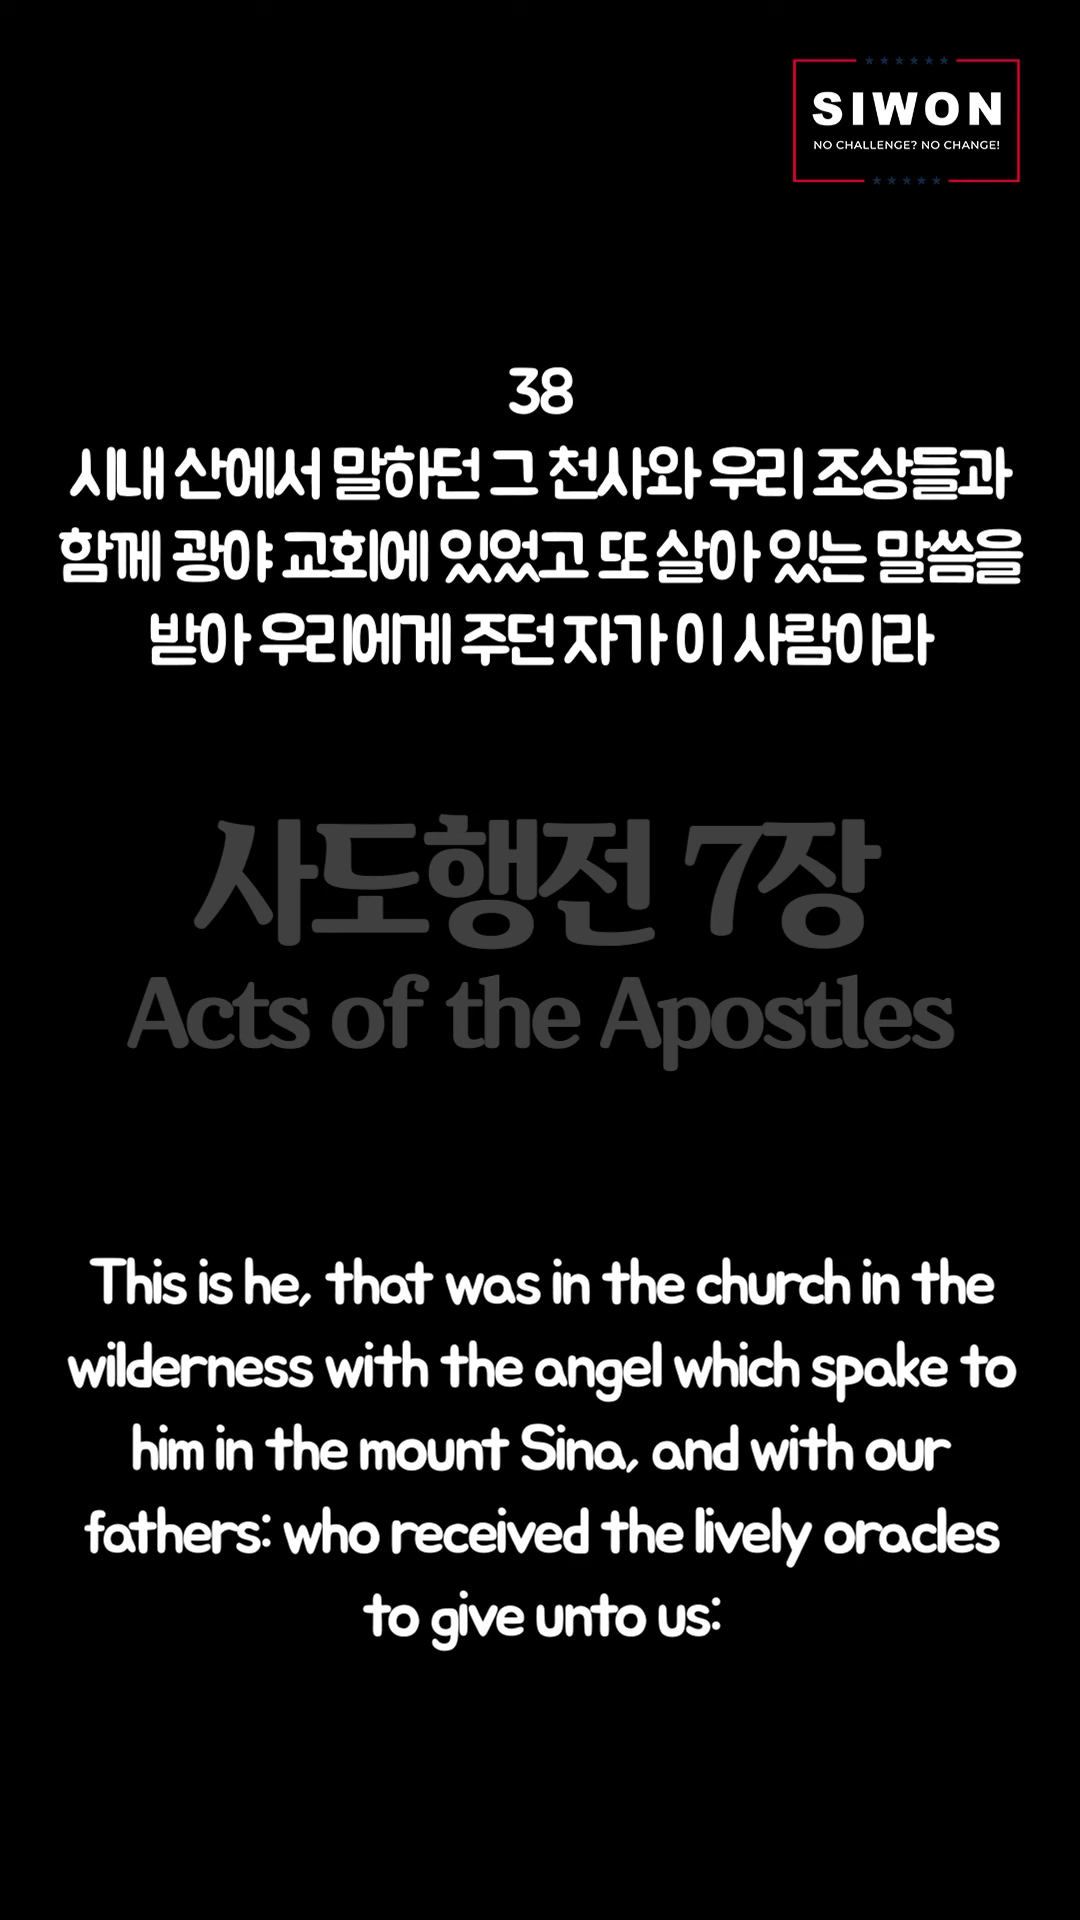 SIWON
NO CHALLENGE? NO CHANGE!
38
시내 산에서 말하던 그 천사와 우리 조상들과
함께 광야 교회에 있었고 또 살아 있는 말씀을
받아 우리에게 주던 자가 이 사람이라
사도행전 7장
Acts of the Apostles
This is he, that was in the church in the
wilderness with the angel which spake to
him in the mount Sina, and with our
fathers: who received the lively oracles
to give unto us: